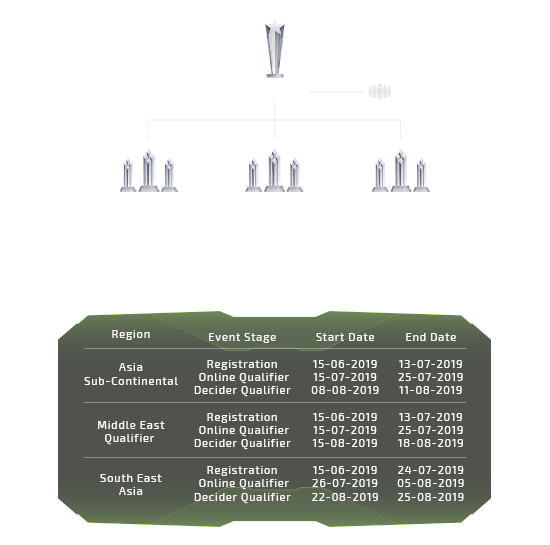 Region Event Stage Start Date End Date
Asia
Sub-Continental
Registration 15-06-2019 13-07-2019
Online Qualifier 15-07-2019 25-07-2019
Decider Qualifier 08-08-2019 11-08-2019
Middle East
Qualifier
Registration 15-06-2019 13-07-2019
Online Qualifier 15-07-2019 25-07-2019
Decider Qualifier 15-08-2019 18-08-2019
South East
Asia
Registration 15-06-2019 24-07-2019
Online Qualifier 26-07-2019 05-08-2019
Decider Qualifier 22-08-2019 25-08-2019